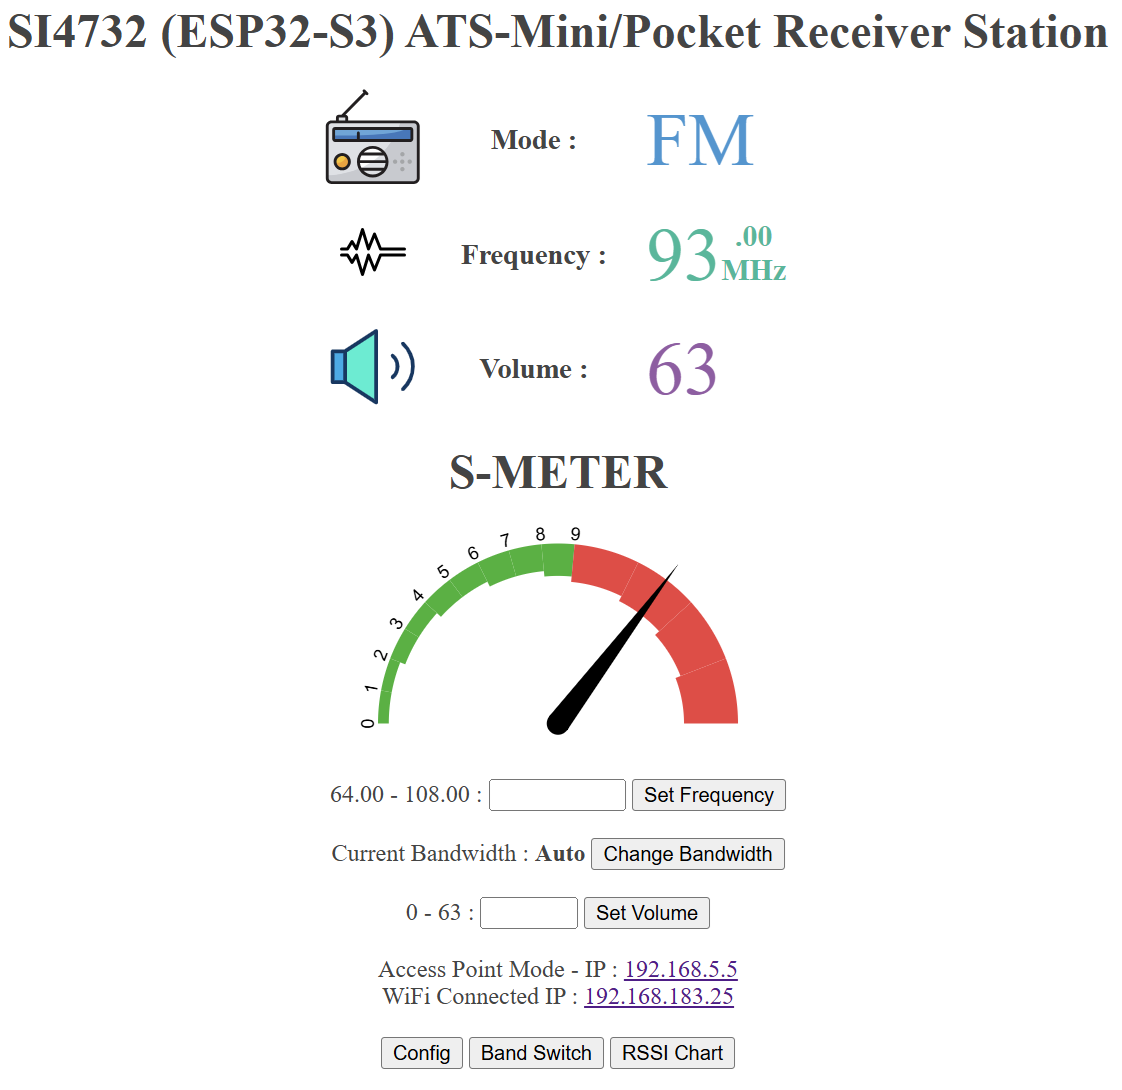 SI4732 (ESP32-S3) ATS-Mini/Pocket Receiver Station
Mode : FM
Frequency : 93.00 MHz
Volume : 63
S-METER
0 1 2 3 4 5 6 7 8 9
64.00 - 108.00 : Set Frequency
Current Bandwidth : Auto Change Bandwidth
0 - 63 : Set Volume
Access Point Mode - IP : 192.168.5.5
WiFi Connected IP : 192.168.183.25
Config Band Switch RSSI Chart